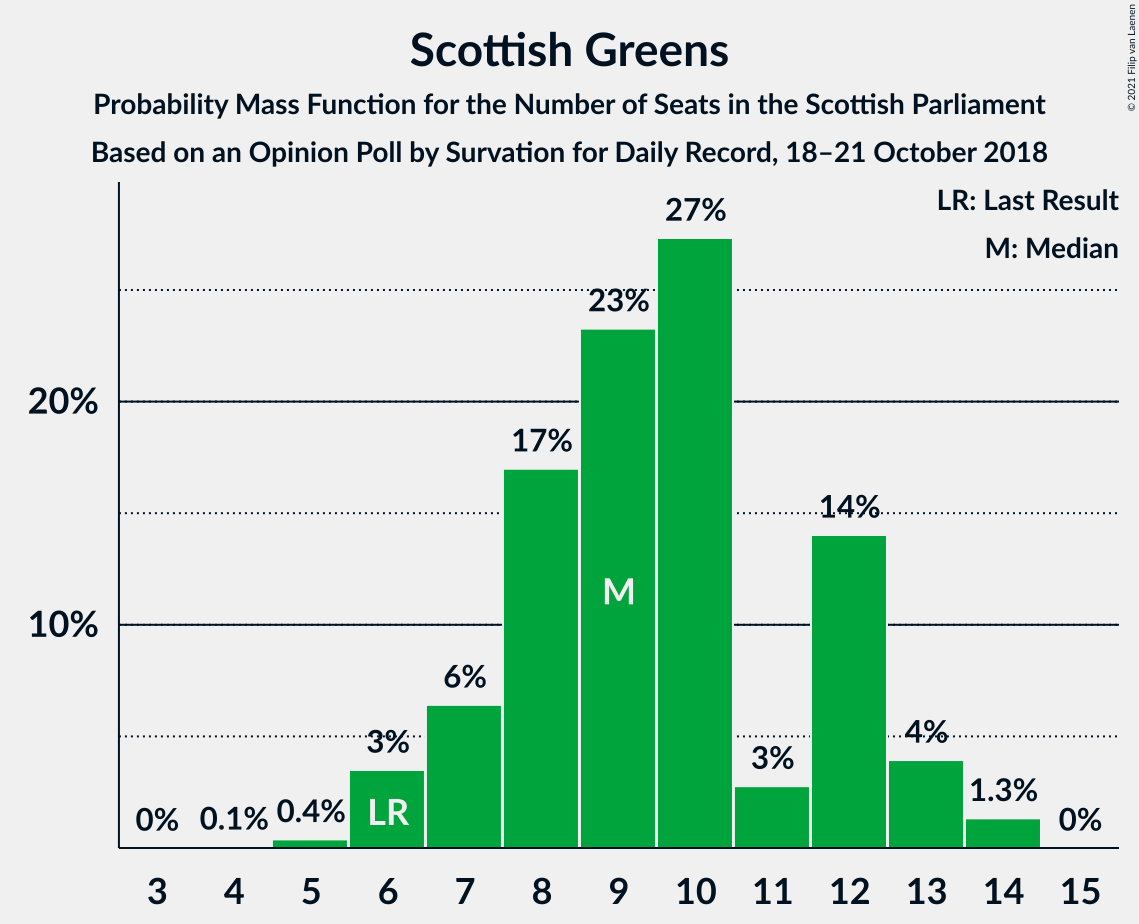 Scottish Greens
Probability Mass Function for the Number of Seats in the Scottish Parliament
Based on an Opinion Poll by Survation for Daily Record, 18–21 October 2018
© 2021 Filip van Laenen
LR: Last Result
M: Median
27%
23%
20%
17%
14%
M
10%
6%
3%
4%
3%
LR
0%
0.1%
0.4%
1.3%
0%
3 4 5 6 7 8 9 10 11 12 13 14 15